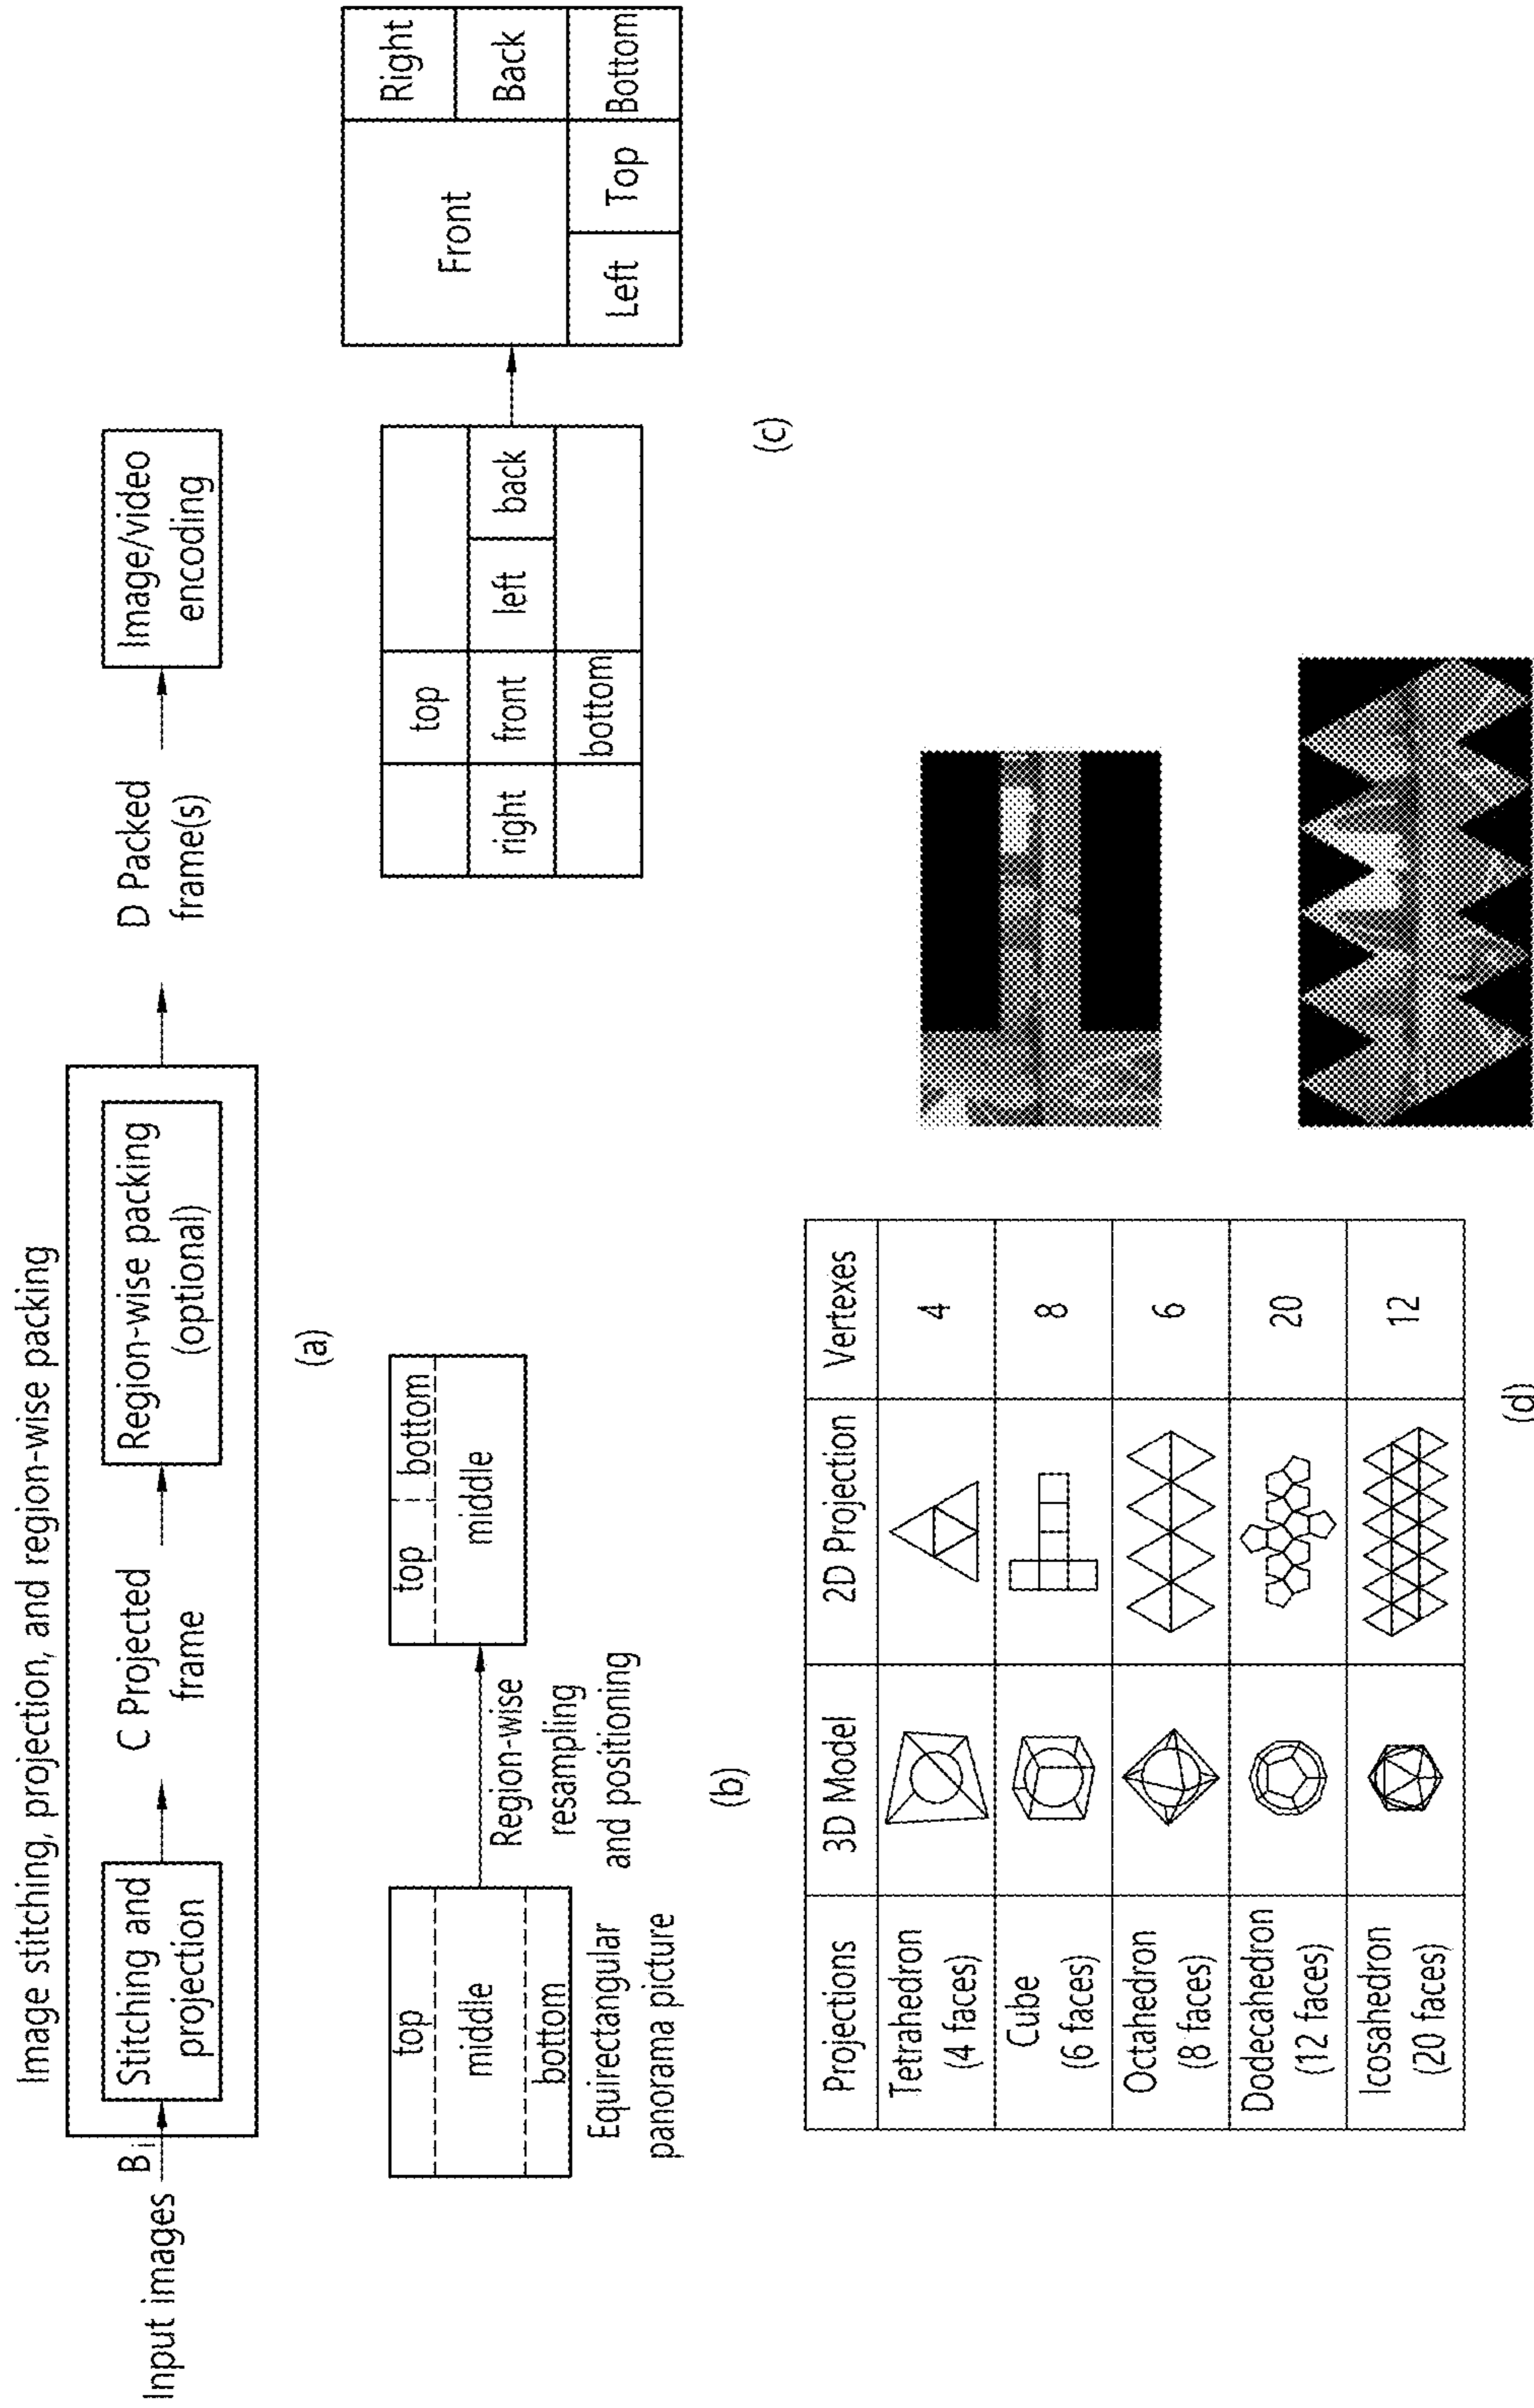 Image stitching, projection, and region-wise packing
Input images
Bi
Stitching and
projection
C Projected
frame
Region-wise packing
(optional)
D Packed
frame(s)
Image/video
encoding
(a)
top
middle
bottom
Equirectangular
panorama picture
Region-wise
resampling
and positioning
top
bottom
middle
(b)
top
right
front
left
back
bottom
Front
Right
Back
Left
Top
Bottom
(c)
Projections
3D Model
2D Projection
Vertexes
Tetrahedron
(4 faces)
4
Cube
(6 faces)
8
Octahedron
(8 faces)
6
Dodecahedron
(12 faces)
20
Icosahedron
(20 faces)
12
(d)